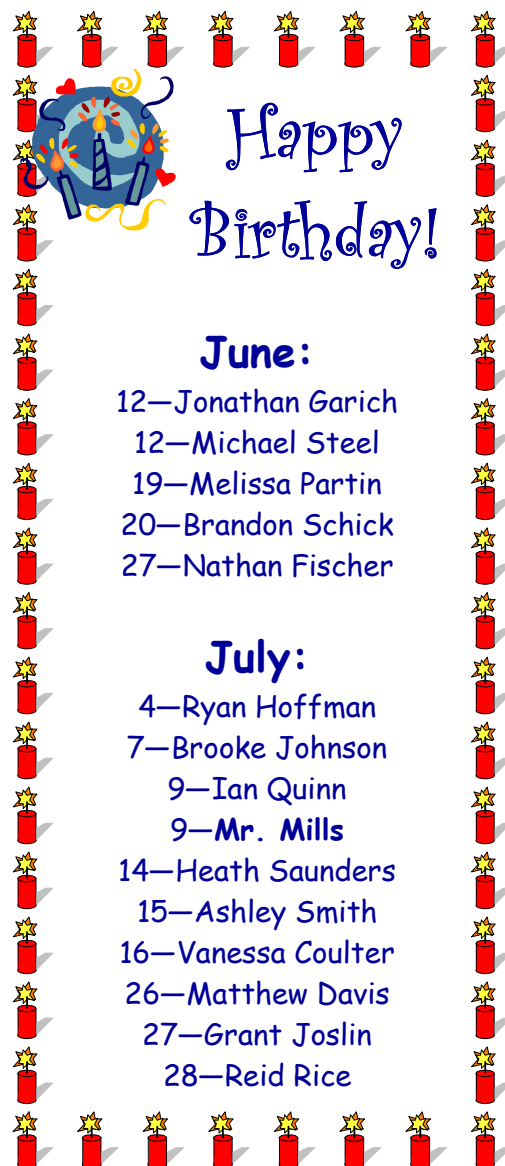 Happy
Birthday!
June:
12—Jonathan Garich
12—Michael Steel
19—Melissa Partin
20—Brandon Schick
27—Nathan Fischer
July:
4—Ryan Hoffman
7—Brooke Johnson
9—Ian Quinn
9—Mr. Mills
14—Heath Saunders
15—Ashley Smith
16—Vanessa Coulter
26—Matthew Davis
27—Grant Joslin
28—Reid Rice